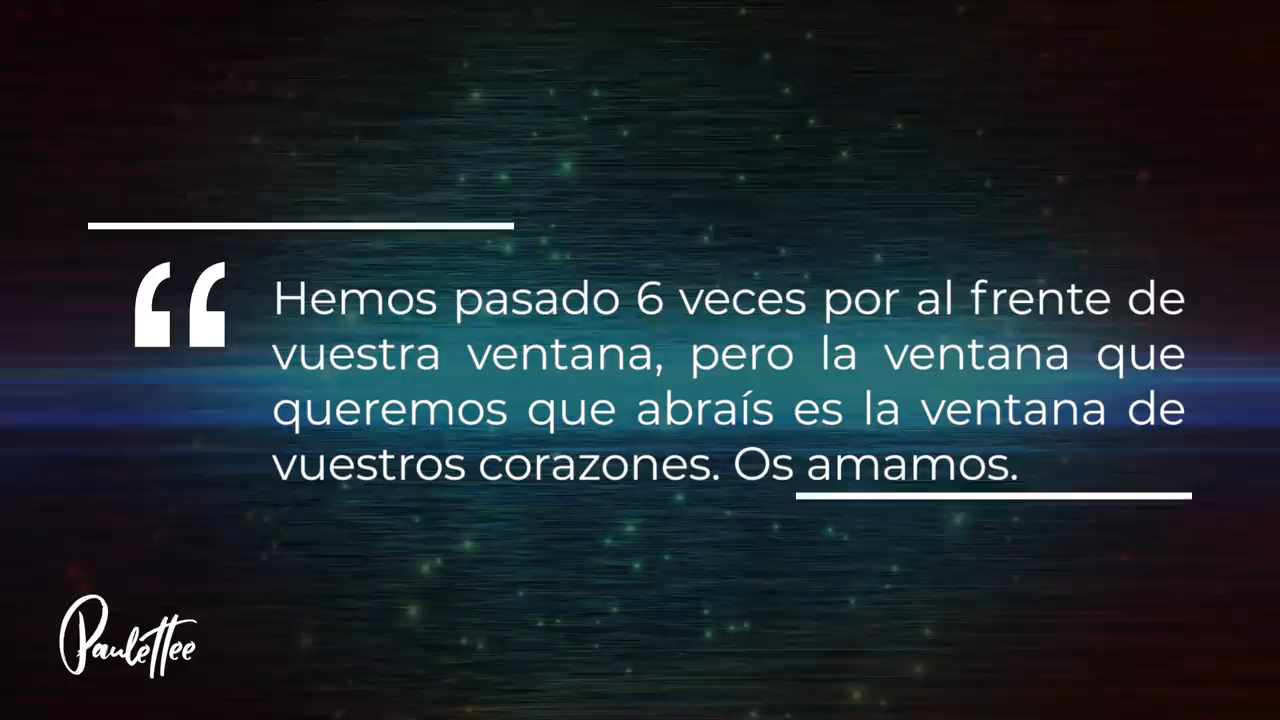 “
Hemos pasado 6 veces por al frente de
vuestra ventana, pero la ventana que
queremos que abraís es la ventana de
vuestros corazones. Os amamos.
Paulettee